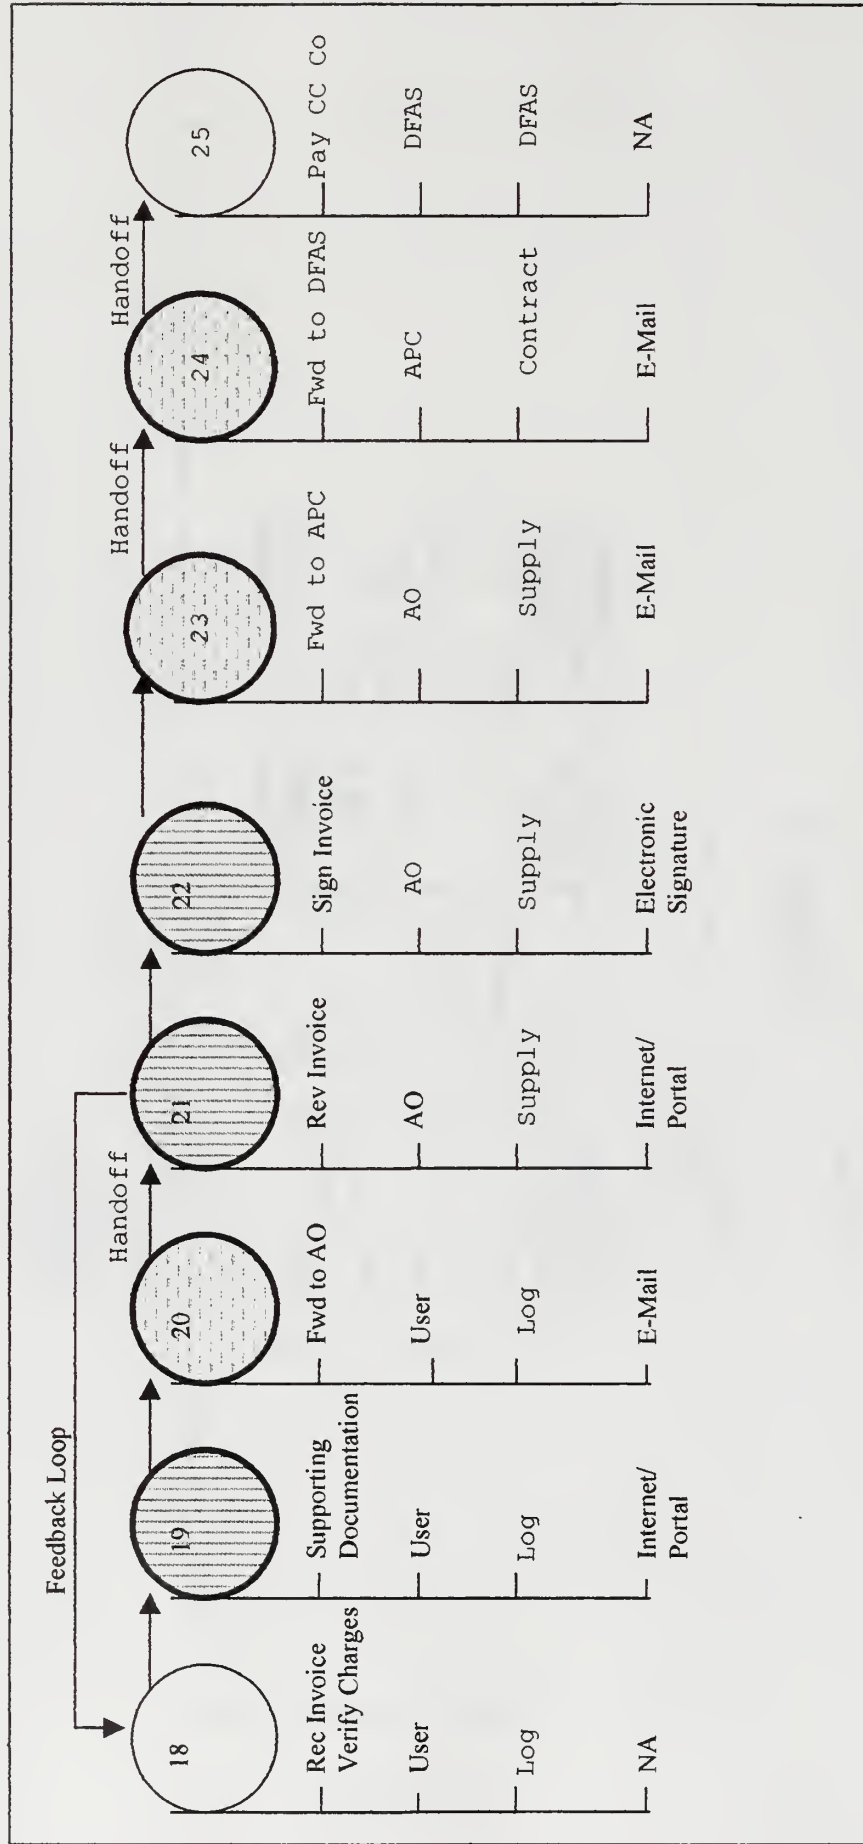 Feedback Loop
Handoff
Handoff
Handoff
18
19
20
21
22
23
24
25
Rec Invoice
Verify Charges
User
Log
NA
Supporting
Documentation
User
Log
Internet/
Portal
Fwd to AO
User
Log
E-Mail
Rev Invoice
AO
Supply
Internet/
Portal
Sign Invoice
AO
Supply
Electronic
Signature
Fwd to APC
AO
Supply
E-Mail
Fwd to DFAS
APC
Contract
E-Mail
Pay CC Co
DFAS
DFAS
NA